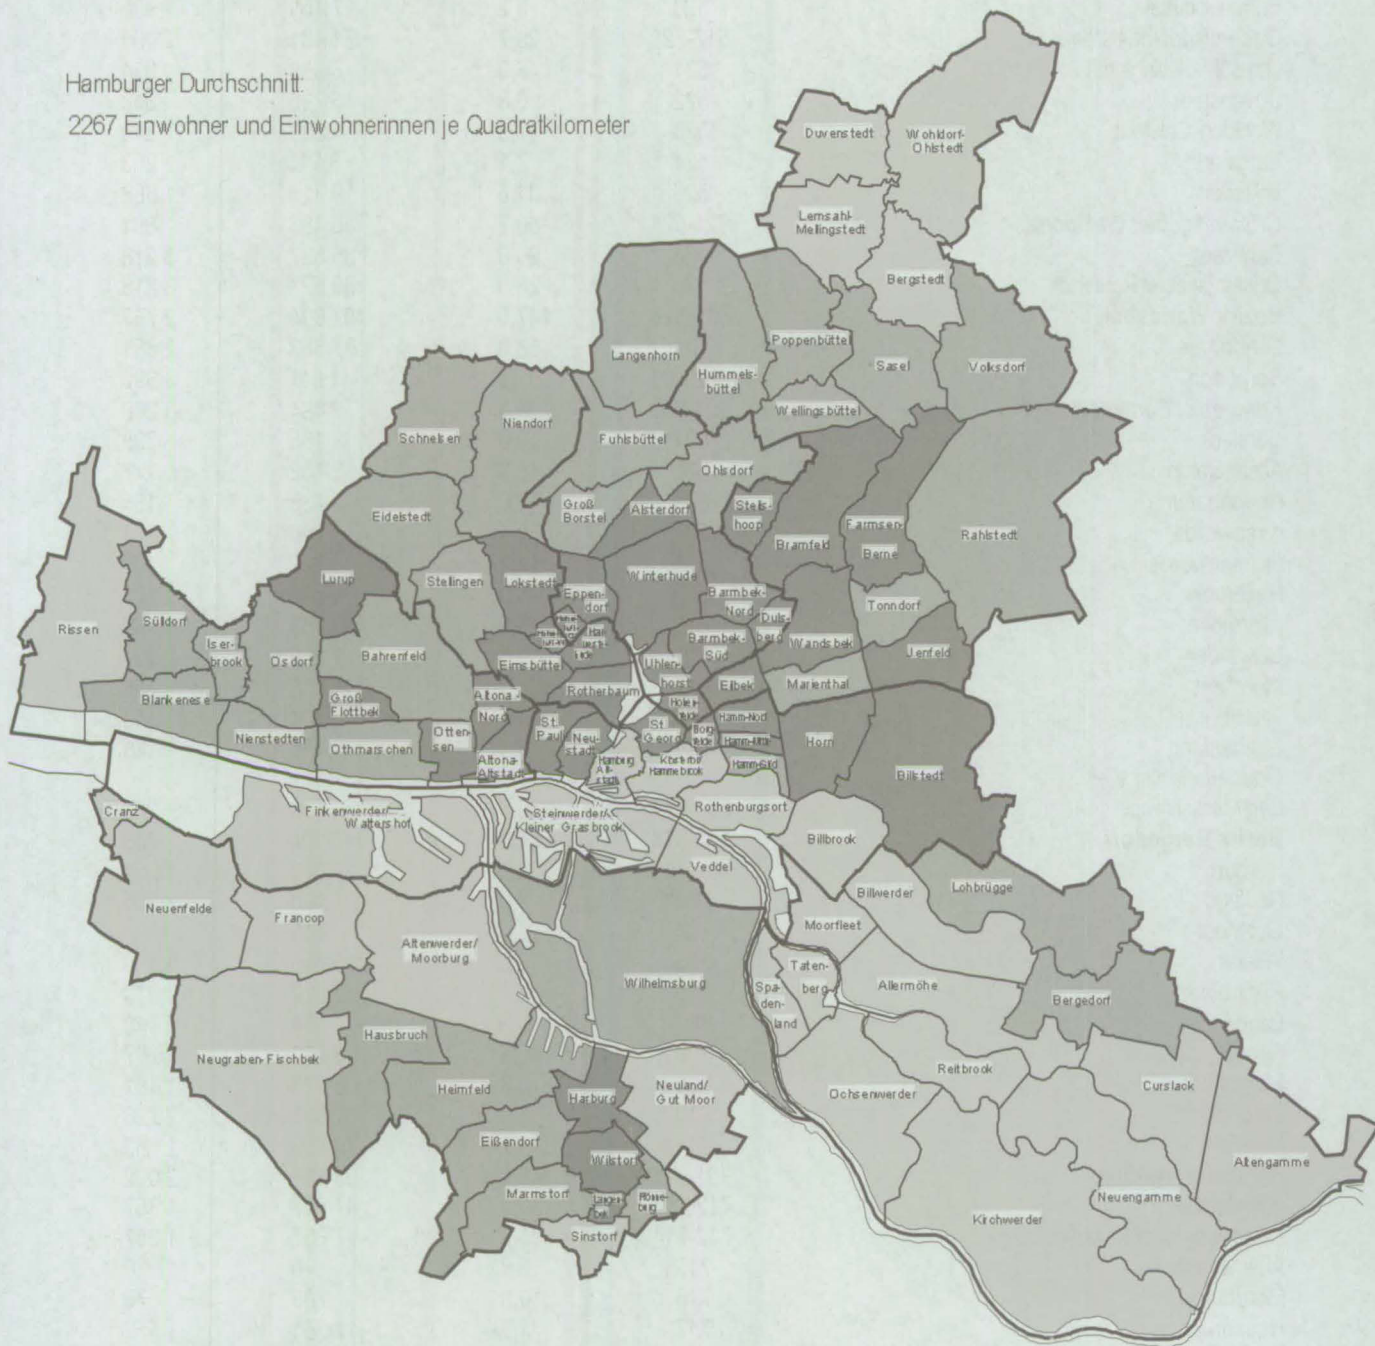 Hamburger Durchschnitt:
2267 Einwohner und Einwohnerinnen je Quadratkilometer
Duvenstedt
Wohldorf-
Ohlstedt
Lemsahl-
Mellingstedt
Bergstedt
Langenhorn
Hummels-
büttel
Poppenbüttel
Sasel
Volksdorf
Wellingsbüttel
Schnelsen
Niendorf
Fuhlsbüttel
Ohlsdorf
Groß
Borstel
Alsterdorf
Steils-
hoop
Bramfeld
Farmsen-
Berne
Rahlstedt
Eidelstedt
Lurup
Stellingen
Lokstedt
Eppen-
dorf
Winterhude
Barmbek-
Nord
Duls-
berg
Wandsbek
Tonndorf
Jenfeld
Rissen
Sülldorf
Iser-
brook
Osdorf
Bahrenfeld
Eimsbüttel
Rotherbaum
Uhlen-
horst
Barmbek-
Süd
Eilbek
Marienthal
Blankenese
Groß
Flottbek
Altona-
Nord
Nienstedten
Othmarschen
Otten-
sen
Altona-
Altstadt
St.
Pauli
Neu-
stadt
St.
Georg
Hamm-Nord
Hamm-Süd
Horn
Billstedt
Rothenburgsort
Billbrook
Cranz
Finkenwerder/
Waltershof
Steinwerder/
Kleiner Grasbrook
Veddel
Billwerder
Lohbrügge
Neuenfelde
Francop
Altenwerder/
Moorburg
Wilhelmsburg
Moorfleet
Spa-
den-
land
Taten-
berg
Allermöhe
Bergedorf
Neugraben-Fischbek
Hausbruch
Heimfeld
Harburg
Neuland/
Gut Moor
Ochsenwerder
Reitbrook
Curslack
Altengamme
Eißendorf
Wilstorf
Marmstorf
Sinstorf
Kirchwerder
Neuengamme